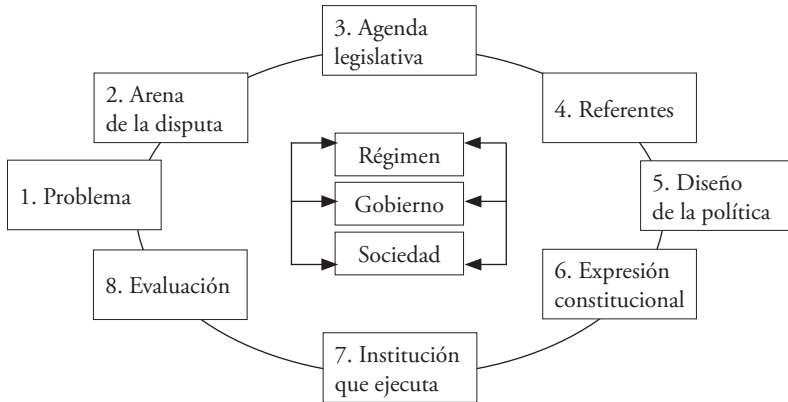 3. Agenda
legislativa
2. Arena
de la disputa
4. Referentes
Régimen
1. Problema
Gobierno
5. Diseño
de la política
Sociedad
8. Evaluación
6. Expresión
constitucional
7. Institución
que ejecuta